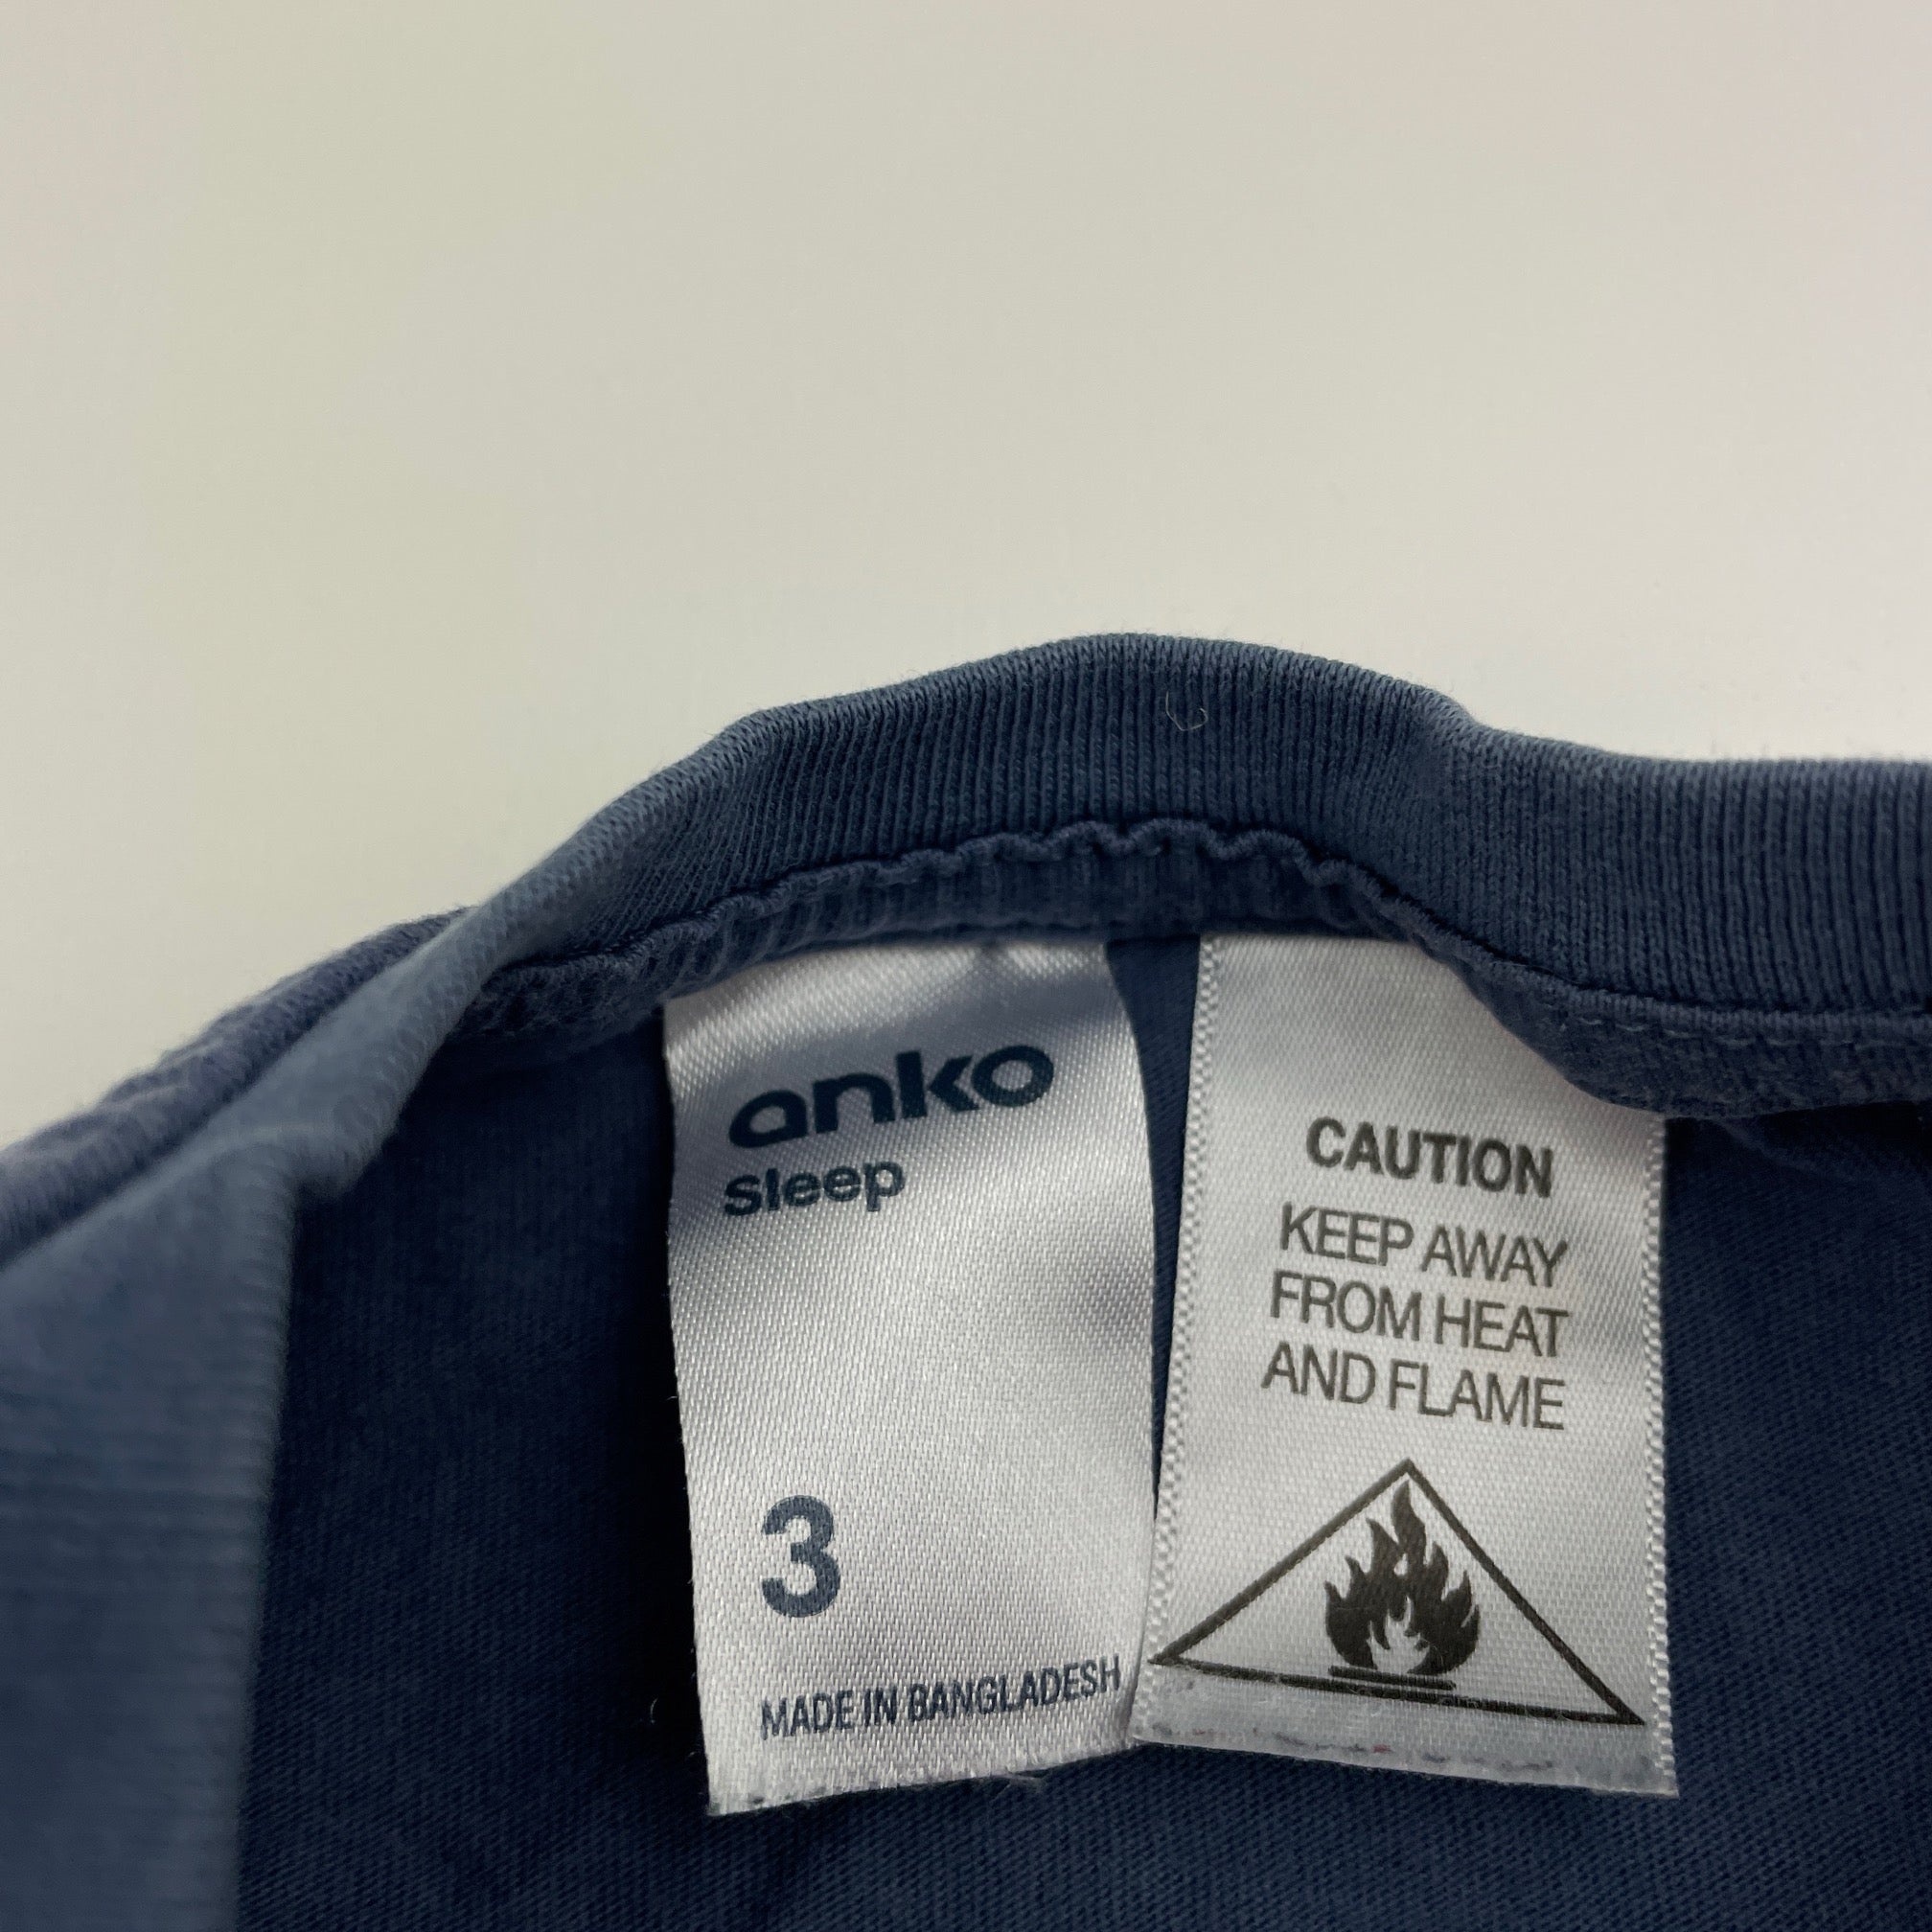 anko
sleep
3
MADE IN BANGLADESH
CAUTION
KEEP AWAY
FROM HEAT
AND FLAME